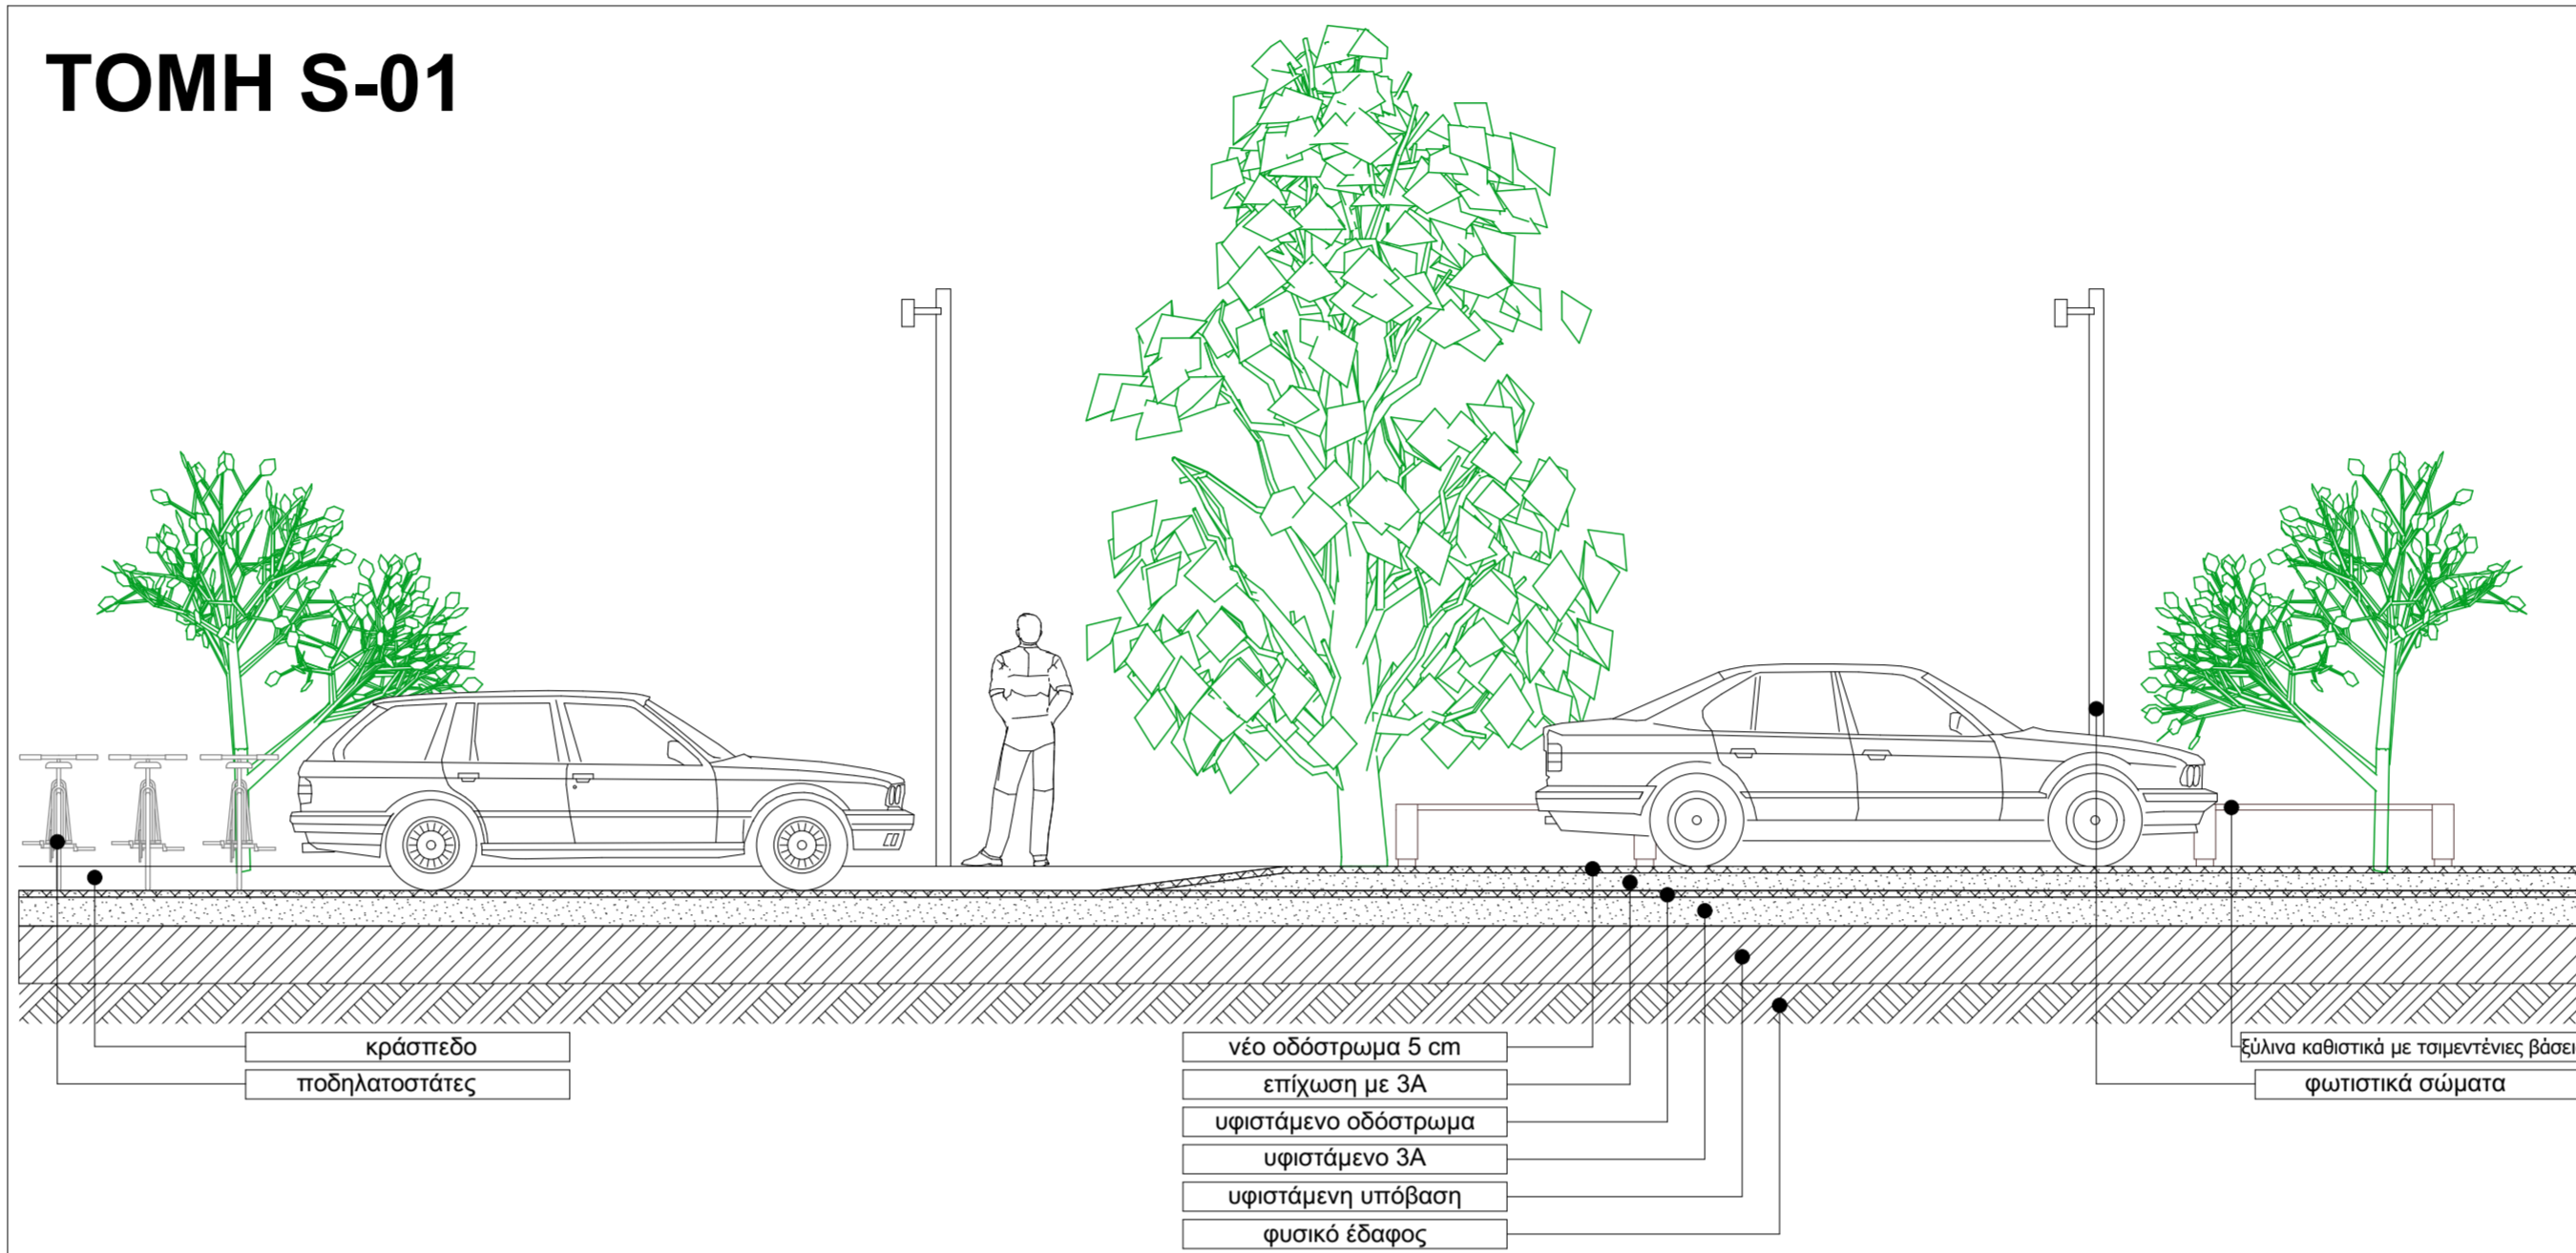 ΤΟΜΗ S-01
κράσπεδο
ποδηλατοστάτες
νέο οδόστρωμα 5 cm
επίχωση με 3Α
υφιστάμενο οδόστρωμα
υφιστάμενο 3Α
υφιστάμενη υπόβαση
φυσικό έδαφος
ξύλινα καθιστικά με τσιμεντένιες βάσει
φωτιστικά σώματα